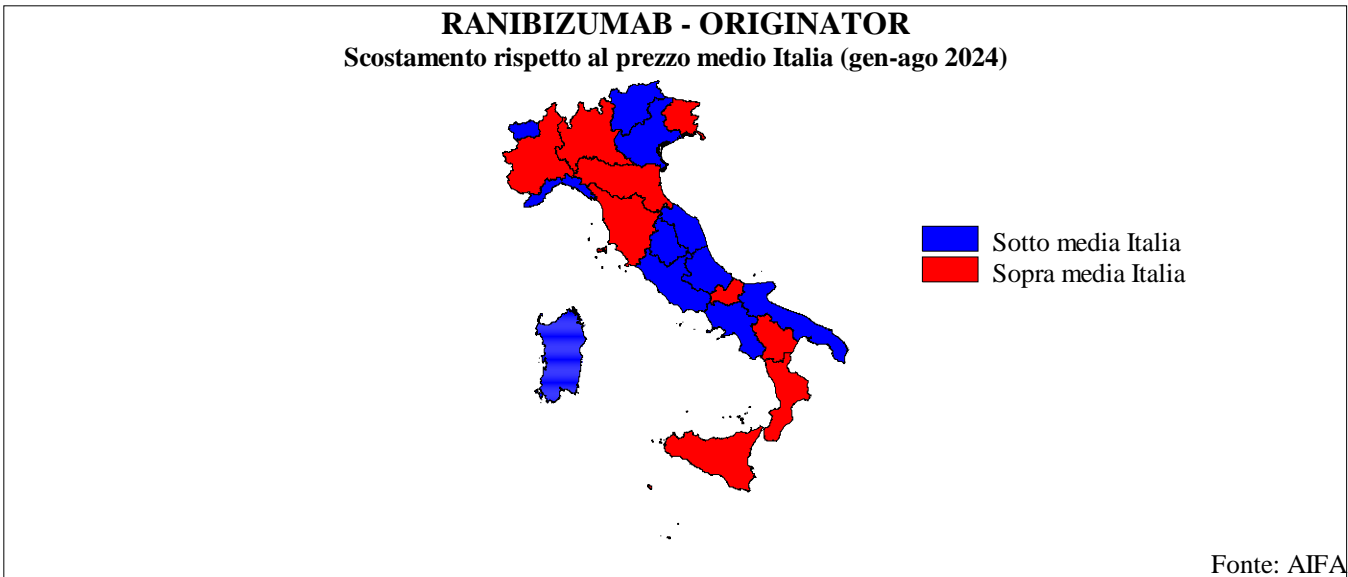 RANIBIZUMAB - ORIGINATOR
Scostamento rispetto al prezzo medio Italia (gen-ago 2024)
Sotto media Italia
Sopra media Italia
Fonte: AIFA